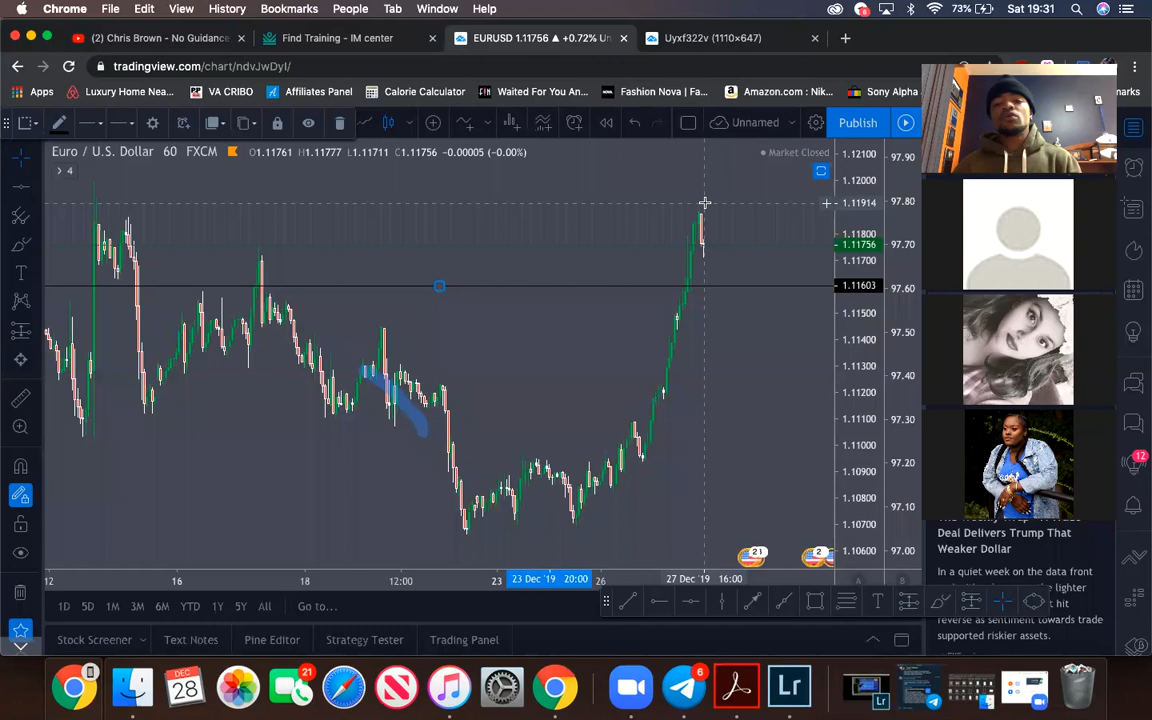 Chrome File Edit View History Bookmarks People Tab Window Help 73% Sat 19:31
(2) Chris Brown - No Guidance Find Training - IM center EURUSD 1.11756 ▲ +0.72% Un Uyxf322v (1110×647)
tradingview.com/chart/ndvJwDyI/
Apps Luxury Home Nea... VA CRIBO Affiliates Panel Calorie Calculator Waited For You An... Fashion Nova | Fa... Amazon.com : Nik... Sony Alpha
Unnamed Publish
Euro / U.S. Dollar 60 FXCM O1.11761 H1.11777 L1.11711 C1.11756 -0.00005 (-0.00%) Market Closed
4
1.12100 97.90
1.12000
1.11914 97.80
1.11800
1.11756 97.70
1.11700
1.11603 97.60
1.11500
97.50
1.11400
1.11300
97.40
1.11200
1.11100 97.30
1.11000
97.20
1.10900
1.10800 97.10
1.10700
1.10600 97.00
21 2
12 16 18 12:00 23 23 Dec '19 20:00 26 27 Dec '19 16:00 A B
12
Deal Delivers Trump That
Weaker Dollar
In a quiet week on the data front
reverse as sentiment towards trade
supported riskier assets.
1D 5D 1M 3M 6M YTD 1Y 5Y All Go to...
Stock Screener Text Notes Pine Editor Strategy Tester Trading Panel
DEC
28
21
6
Lr
Lr